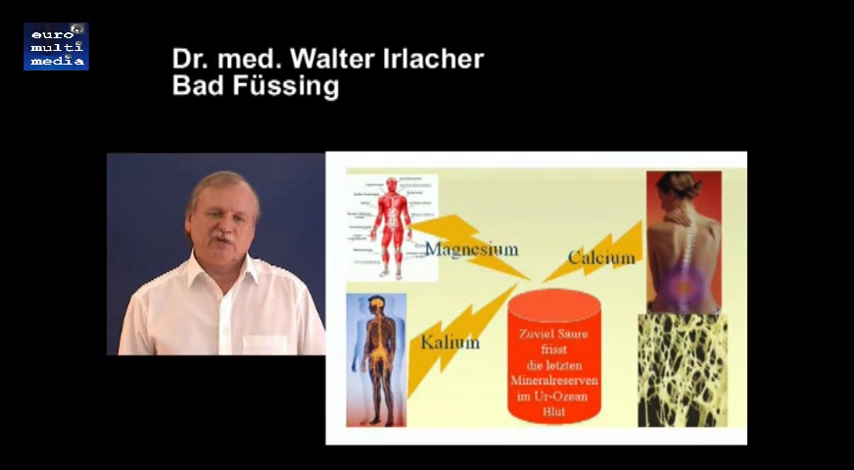 euro
multi
media
Dr. med. Walter Irlacher
Bad Füssing
Magnesium
Calcium
Kalium
Zuviel Säure
frisst
die letzten
Mineralreserven
im Ur-Ozean
Blut